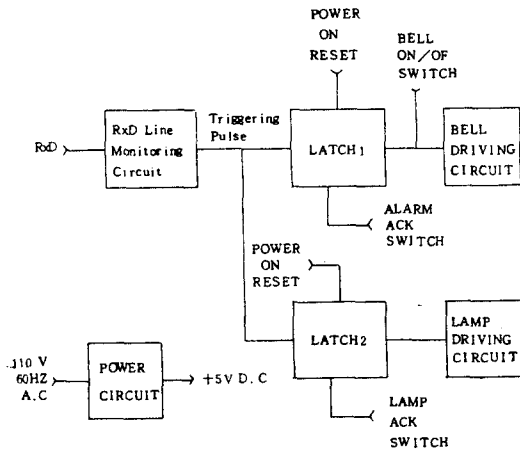 POWER
ON
RESET
BELL
ON/OF
SWITCH
RxD
RxD Line
Monitoring
Circuit
Triggering
Pulse
LATCH1
BELL
DRIVING
CIRCUIT
ALARM
ACK
SWITCH
POWER
ON
RESET
LATCH2
LAMP
DRIVING
CIRCUIT
110 V
60HZ
A.C
POWER
CIRCUIT
+5V D.C
LAMP
ACK
SWITCH